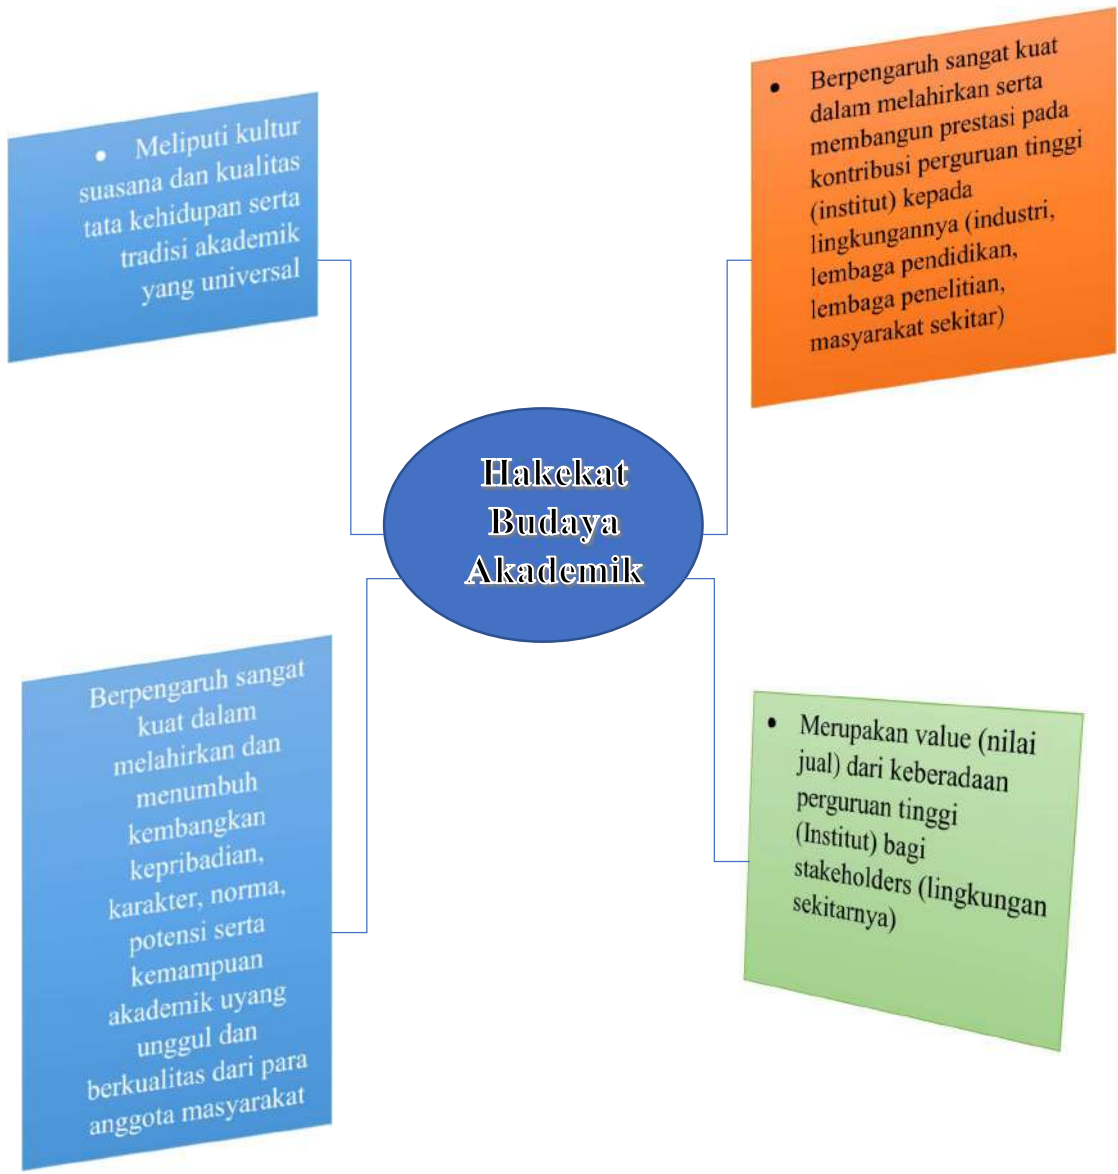 • Meliputi kultur
suasana dan kualitas
tata kehidupan serta
tradisi akademik
yang universal
• Berpengaruh sangat kuat
dalam melahirkan serta
membangun prestasi pada
kontribusi perguruan tinggi
(institut) kepada
lingkungannya (industri,
lembaga pendidikan,
lembaga penelitian,
masyarakat sekitar)
Hakekat
Budaya
Akademik
Berpengaruh sangat
kuat dalam
melahirkan dan
menumbuh
kembangkan
kepribadian,
karakter, norma,
potensi serta
kemampuan
akademik uyang
unggul dan
berkualitas dari para
anggota masyarakat
• Merupakan value (nilai
jual) dari keberadaan
perguruan tinggi
(Institut) bagi
stakeholders (lingkungan
sekitarnya)